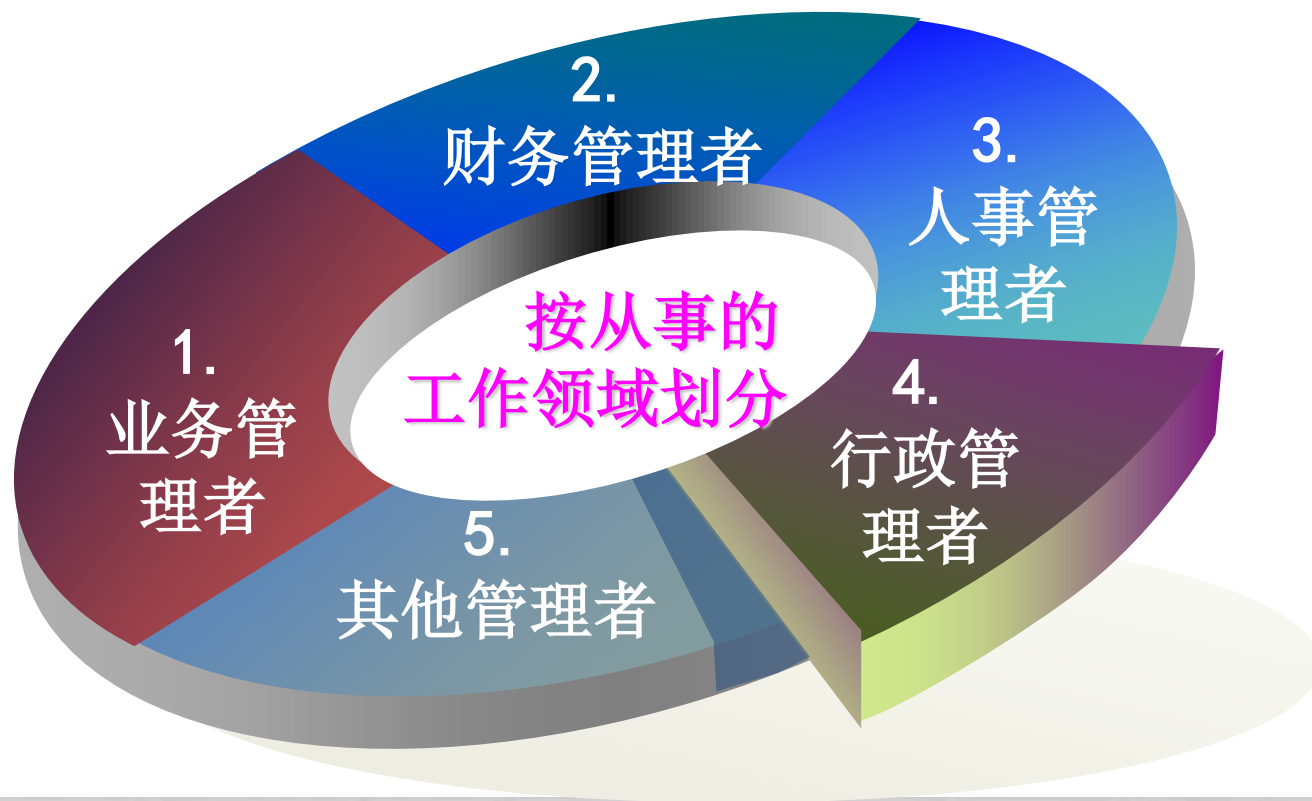 按从事的
工作领域划分
1.
业务管
理者
2.
财务管理者
3.
人事管
理者
4.
行政管
理者
5.
其他管理者